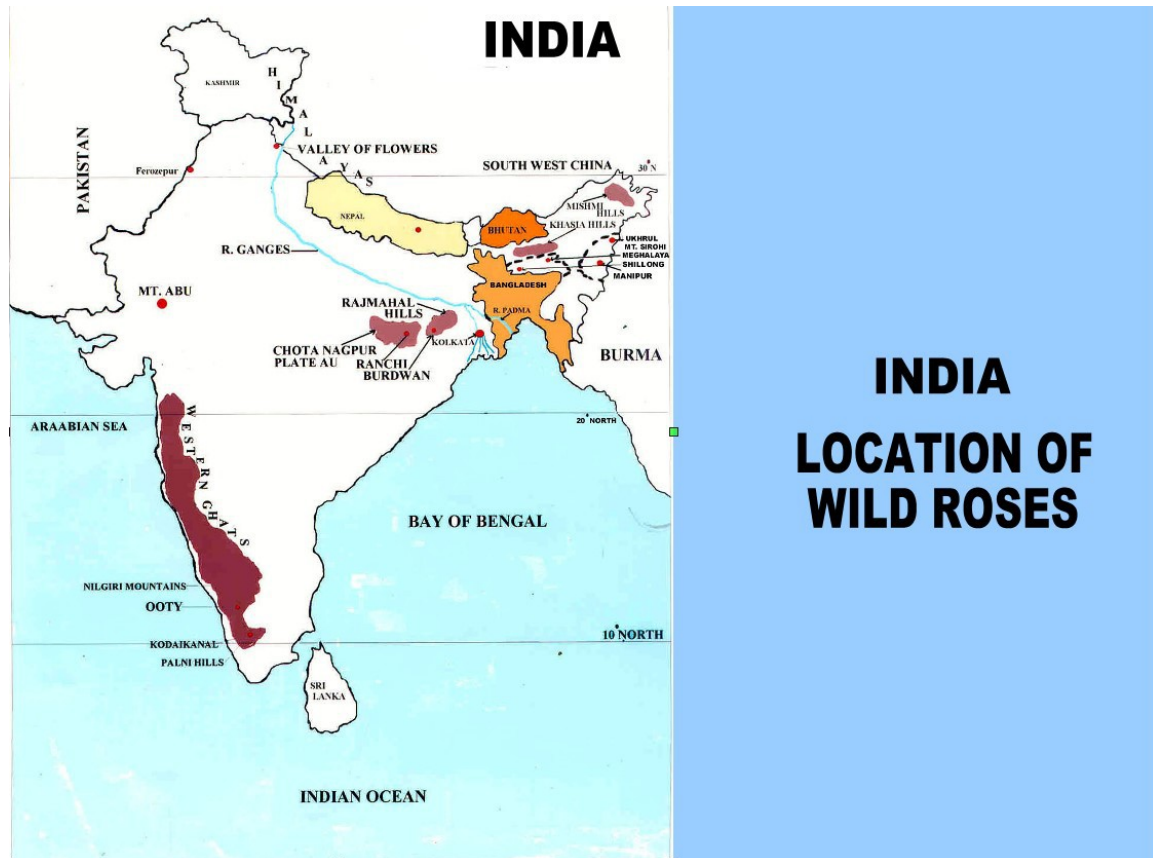 INDIA
KASHMIR
HIMALAYAS
VALLEY OF FLOWERS
PAKISTAN
Ferozepur
SOUTH WEST CHINA
30° N
MISHMI
HILLS
KHASIA HILLS
NEPAL
BHUTAN
R. GANGES
UKHRUL
MT. SIROHI
MEGHALAYA
SHILLONG
MANIPUR
BANGLADESH
MT. ABU
RAJMAHAL
HILLS
R. PADMA
KOLKATA
CHOTA NAGPUR
PLATE AU
RANCHI
BURDWAN
BURMA
ARAABIAN SEA
WESTERN GHATS
20° NORTH
BAY OF BENGAL
NILGIRI MOUNTAINS
OOTY
KODAIKANAL
PALNI HILLS
10° NORTH
SRI
LANKA
INDIAN OCEAN
INDIA
LOCATION OF
WILD ROSES